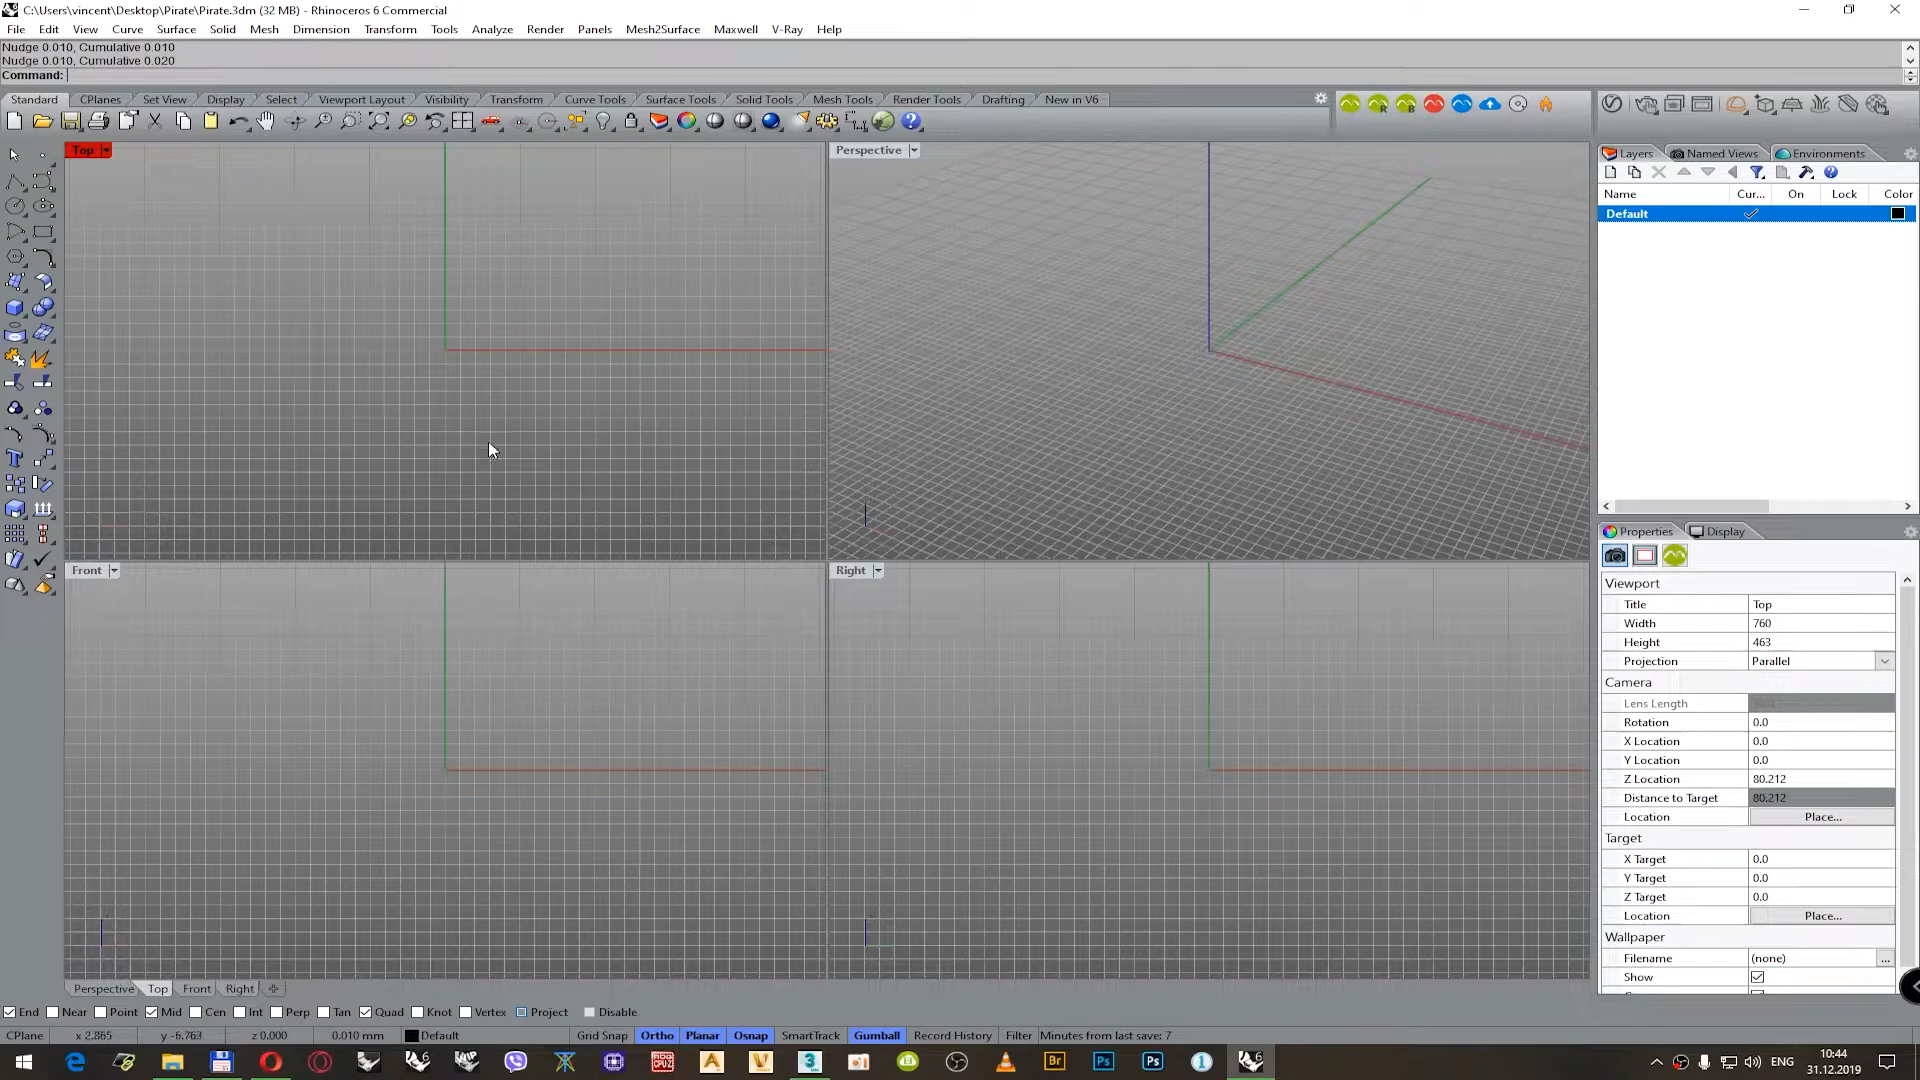 C:\Users\vincent\Desktop\Pirate\Pirate.3dm (32 MB) - Rhinoceros 6 Commercial
File Edit View Curve Surface Solid Mesh Dimension Transform Tools Analyze Render Panels Mesh2Surface Maxwell V-Ray Help
Nudge 0.010, Cumulative 0.010
Nudge 0.010, Cumulative 0.020
Command:
Standard CPlanes Set View Display Select Viewport Layout Visibility Transform Curve Tools Surface Tools Solid Tools Mesh Tools Render Tools Drafting New in V6
Top
Perspective
Layers Named Views Environments
Name Cur... On Lock Color
Default
Front
Right
Properties Display
Viewport
Title Top
Width 760
Height 463
Projection Parallel
Camera
Lens Length
Rotation 0.0
X Location 0.0
Y Location 0.0
Z Location 80.212
Distance to Target 80.212
Location Place...
Target
X Target 0.0
Y Target 0.0
Z Target 0.0
Location Place...
Wallpaper
Filename (none) ...
Show
Perspective Top Front Right
End Near Point Mid Cen Int Perp Tan Quad Knot Vertex Project Disable
CPlane x 2.865 y -6.763 z 0.000 0.010 mm Default Grid Snap Ortho Planar Osnap SmartTrack Gumball Record History Filter Minutes from last save: 7
ENG
10:44
31.12.2019